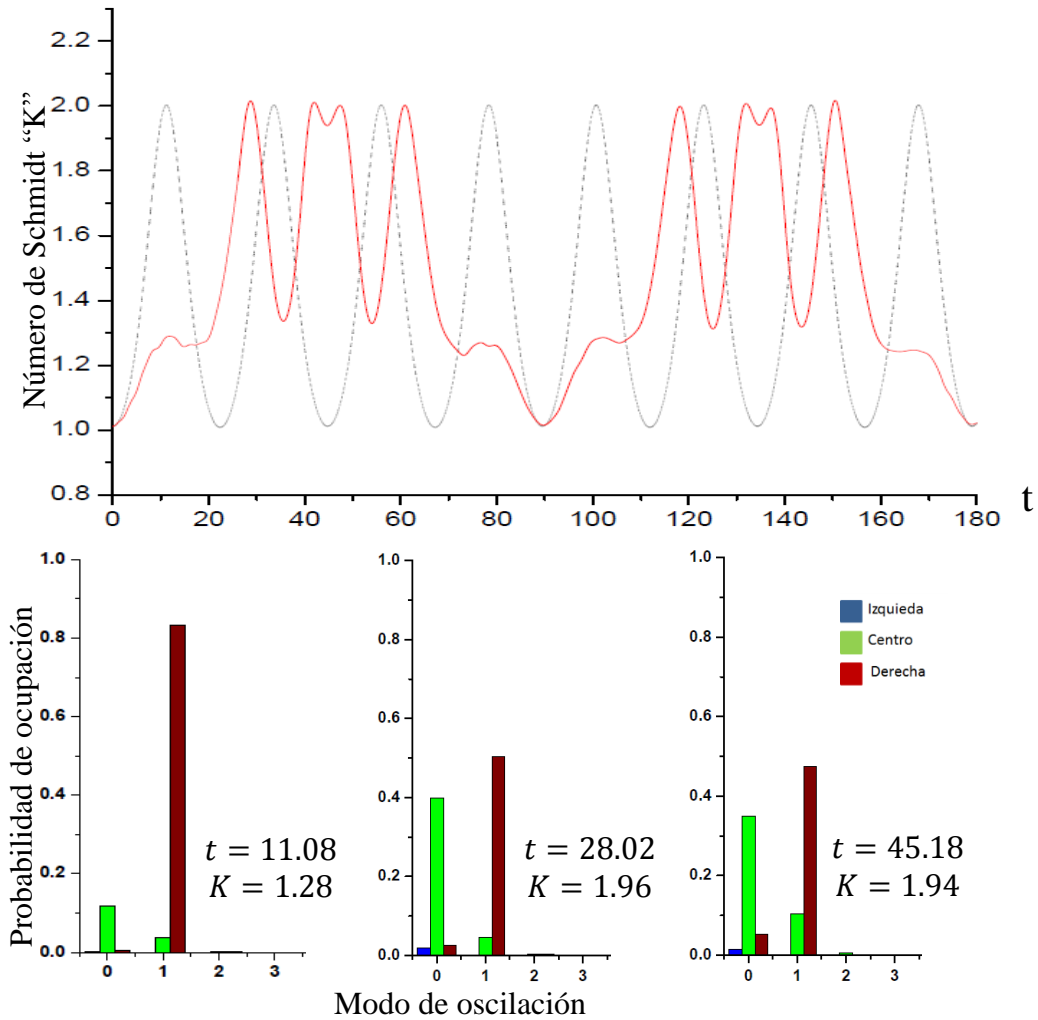 Número de Schmidt “K”
2.2
2.0
1.8
1.6
1.4
1.2
1.0
0.8
0 20 40 60 80 100 120 140 160 180
t
Probabilidad de ocupación
1.0
0.8
0.6
0.4
0.2
0.0
0 1 2 3
t = 11.08
K = 1.28
1.0
0.8
0.6
0.4
0.2
0.0
0 1 2 3
t = 28.02
K = 1.96
1.0
0.8
0.6
0.4
0.2
0.0
0 1 2 3
t = 45.18
K = 1.94
Izquieda
Centro
Derecha
Modo de oscilación